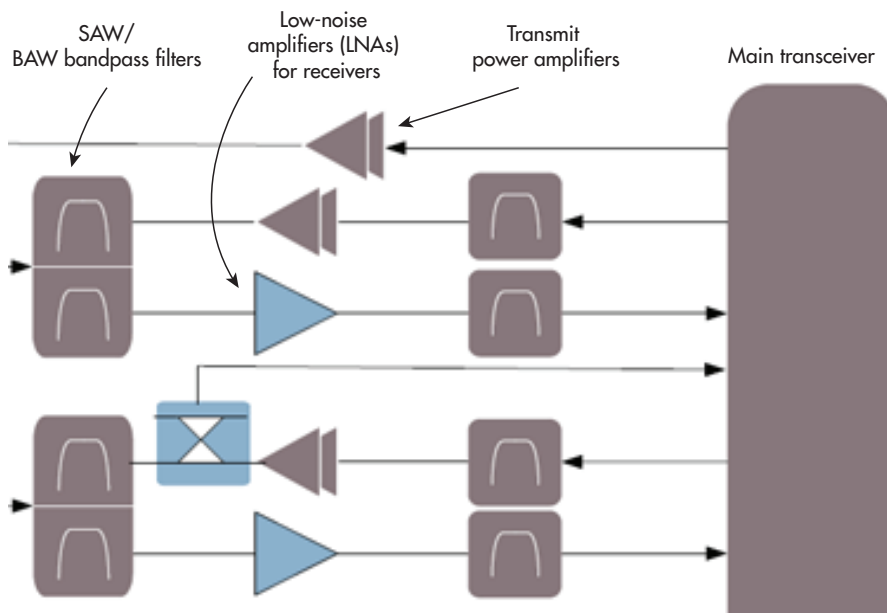 SAW/
BAW bandpass filters
Low-noise
amplifiers (LNAs)
for receivers
Transmit
power amplifiers
Main transceiver